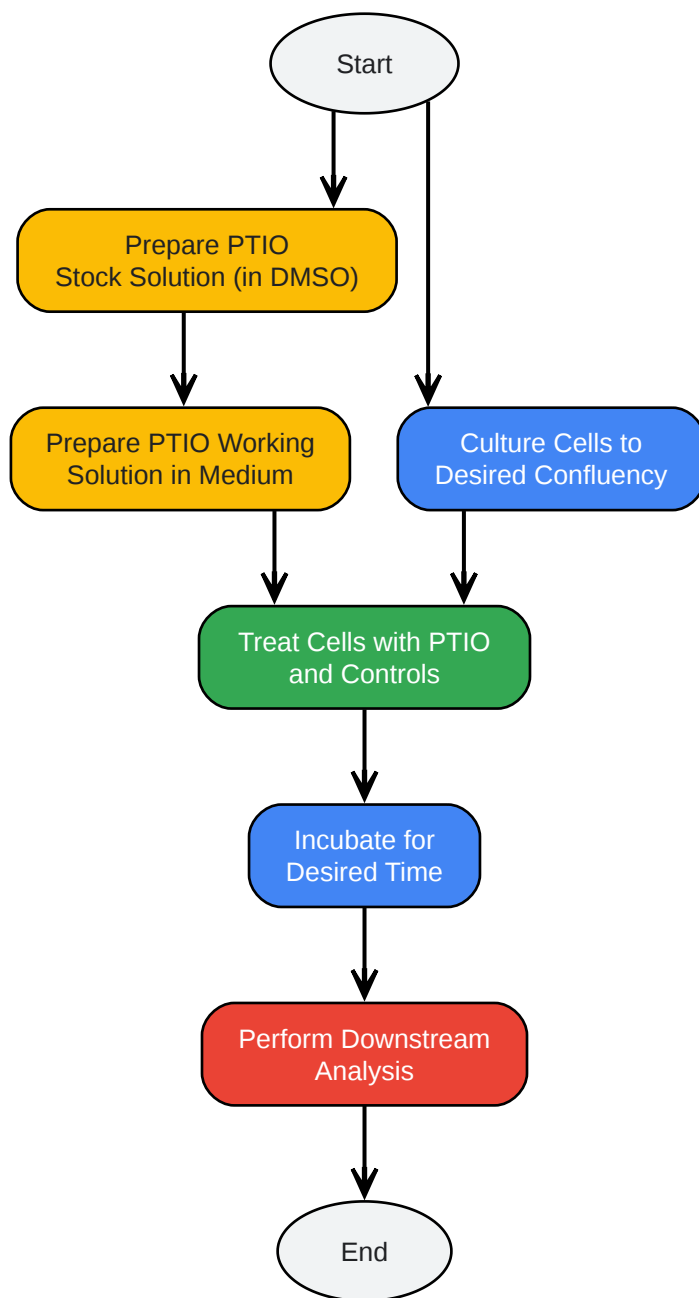 Start
Prepare PTIO
Stock Solution (in DMSO)
Prepare PTIO Working
Solution in Medium
Culture Cells to
Desired Confluency
Treat Cells with PTIO
and Controls
Incubate for
Desired Time
Perform Downstream
Analysis
End